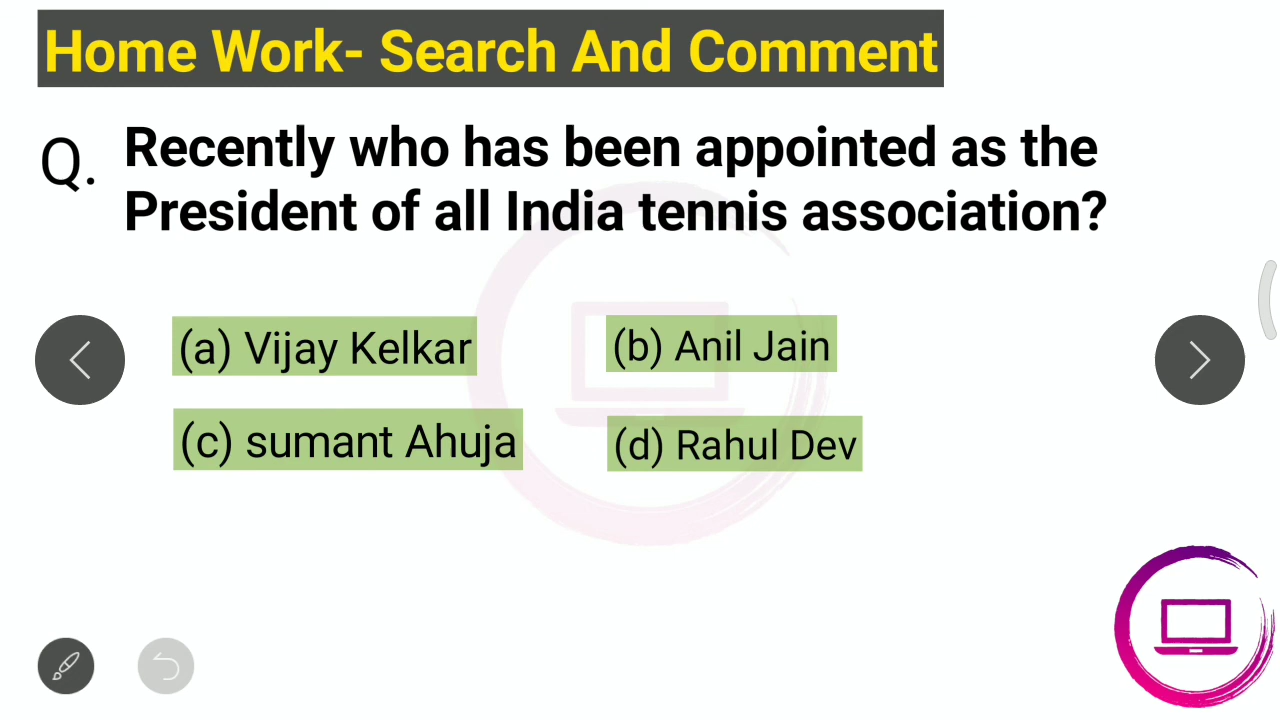 Home Work- Search And Comment
Q. Recently who has been appointed as the
President of all India tennis association?
(a) Vijay Kelkar
(b) Anil Jain
(c) sumant Ahuja
(d) Rahul Dev